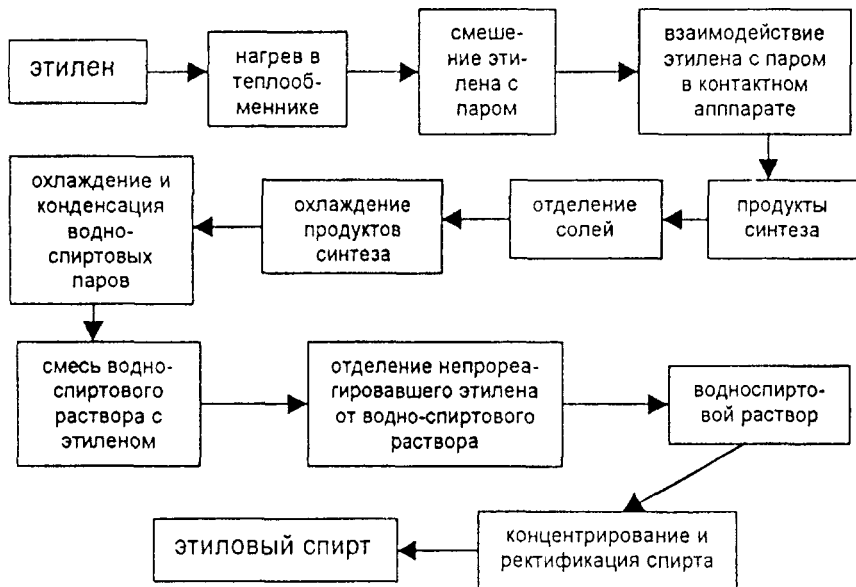 этилен
нагрев в
теплооб-
меннике
смеше-
ние эти-
лена с
паром
взаимодействие
этилена с паром
в контактном
апппарате
продукты
синтеза
отделение
солей
охлаждение
продуктов
синтеза
охлаждение и
конденсация
водно-
спиртовых
паров
смесь водно-
спиртового
раствора с
этиленом
отделение непрореа-
гировавшего этилена
от водно-спиртового
раствора
водноспирто-
вой раствор
концентрирование и
ректификация спирта
этиловый спирт